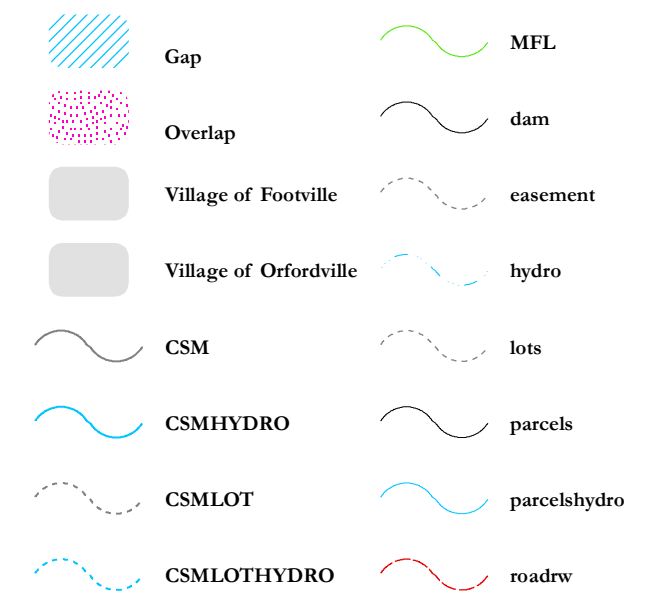 Gap
Overlap
Village of Footville
Village of Orfordville
CSM
CSMHYDRO
CSMLOT
CSMLOTHYDRO
MFL
dam
easement
hydro
lots
parcels
parcelshydro
roadrw